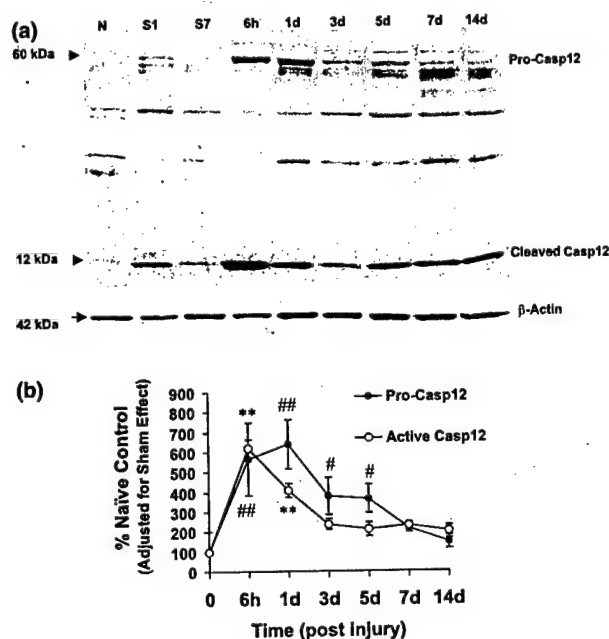 (a)
N S1 S7 6h 1d 3d 5d 7d 14d
60 kDa Pro-Casp12
12 kDa Cleaved Casp12
42 kDa β-Actin
(b)
900
800
700
600
500
400
300
200
100
% Naïve Control
(Adjusted for Sham Effect)
** ## # #
## **
Pro-Casp12
Active Casp12
0 6h 1d 3d 5d 7d 14d
Time (post injury)